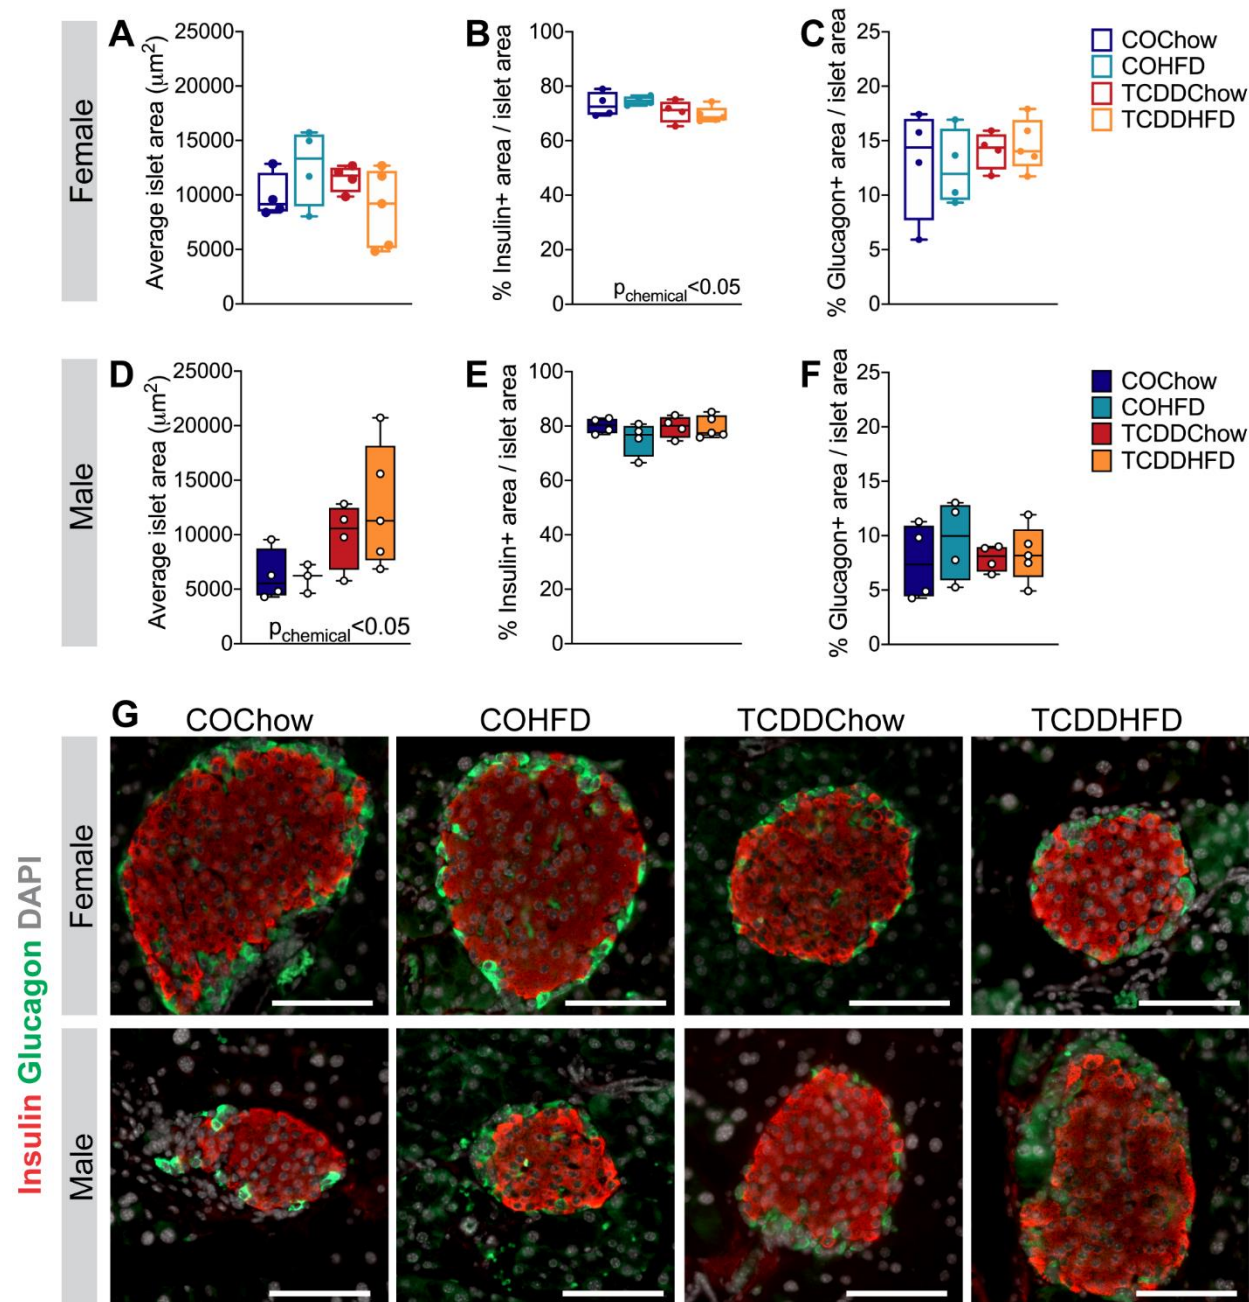 Female
A
Average islet area (μm²)
25000
20000
15000
10000
5000
0
B
% Insulin+ area / islet area
100
80
60
40
20
0
pchemical<0.05
C
% Glucagon+ area / islet area
25
20
15
10
5
0
COChow
COHFD
TCDDChow
TCDDHFD
Male
D
Average islet area (μm²)
25000
20000
15000
10000
5000
0
pchemical<0.05
E
% Insulin+ area / islet area
100
80
60
40
20
0
F
% Glucagon+ area / islet area
25
20
15
10
5
0
COChow
COHFD
TCDDChow
TCDDHFD
G
COChow
COHFD
TCDDChow
TCDDHFD
Insulin Glucagon DAPI
Female
Male